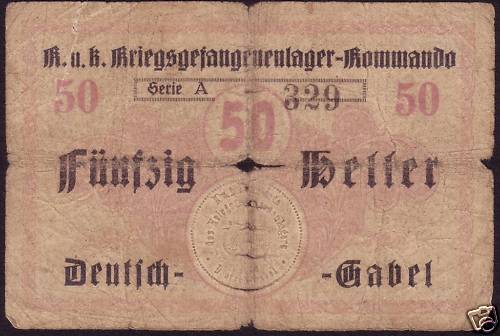 K. u. k. Kriegsgefangenenlager-Kommando
50 Serie A 329 50
50
Fünfzig Heller
Deutsch- -Gabel